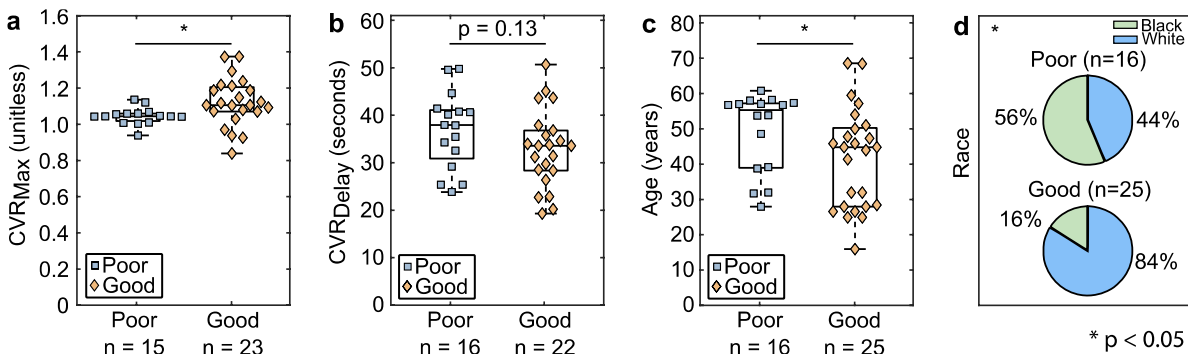 a
*
CVRMax (unitless)
1.6
1.4
1.2
1.0
0.8
0.6
0.4
0.2
0
Poor
Good
Poor
Good
n = 15
n = 23
b
p = 0.13
CVRDelay (seconds)
60
50
40
30
20
10
0
Poor
Good
Poor
Good
n = 16
n = 22
c
*
Age (years)
80
70
60
50
40
30
20
10
0
Poor
Good
Poor
Good
n = 16
n = 25
d
*
Black
White
Race
Poor (n=16)
56%
44%
Good (n=25)
16%
84%
* p < 0.05